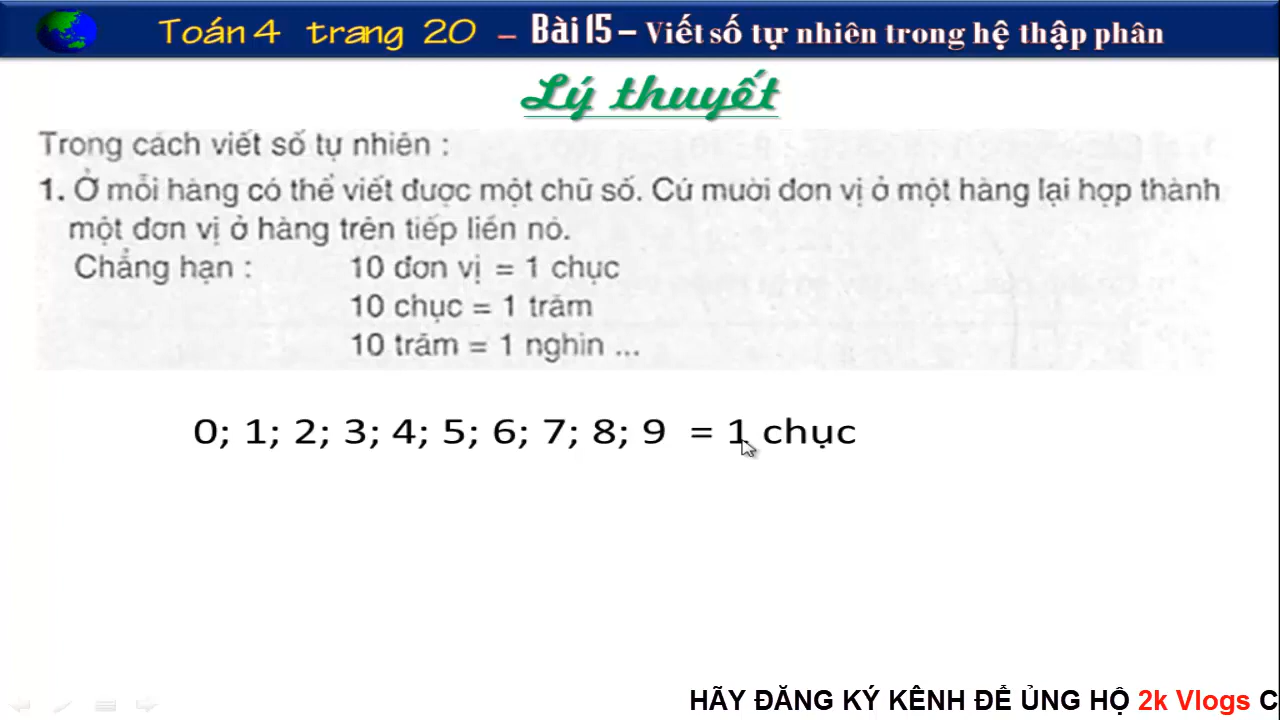 Toán 4 trang 20 – Bài 15 – Viết số tự nhiên trong hệ thập phân
Lý thuyết
Trong cách viết số tự nhiên :
1. Ở mỗi hàng có thể viết được một chữ số. Cứ mười đơn vị ở một hàng lại hợp thành
một đơn vị ở hàng trên tiếp liền nó.
Chẳng hạn : 10 đơn vị = 1 chục
10 chục = 1 trăm
10 trăm = 1 nghìn ...
0; 1; 2; 3; 4; 5; 6; 7; 8; 9 = 1 chục
HÃY ĐĂNG KÝ KÊNH ĐỂ ỦNG HỘ 2k Vlogs C